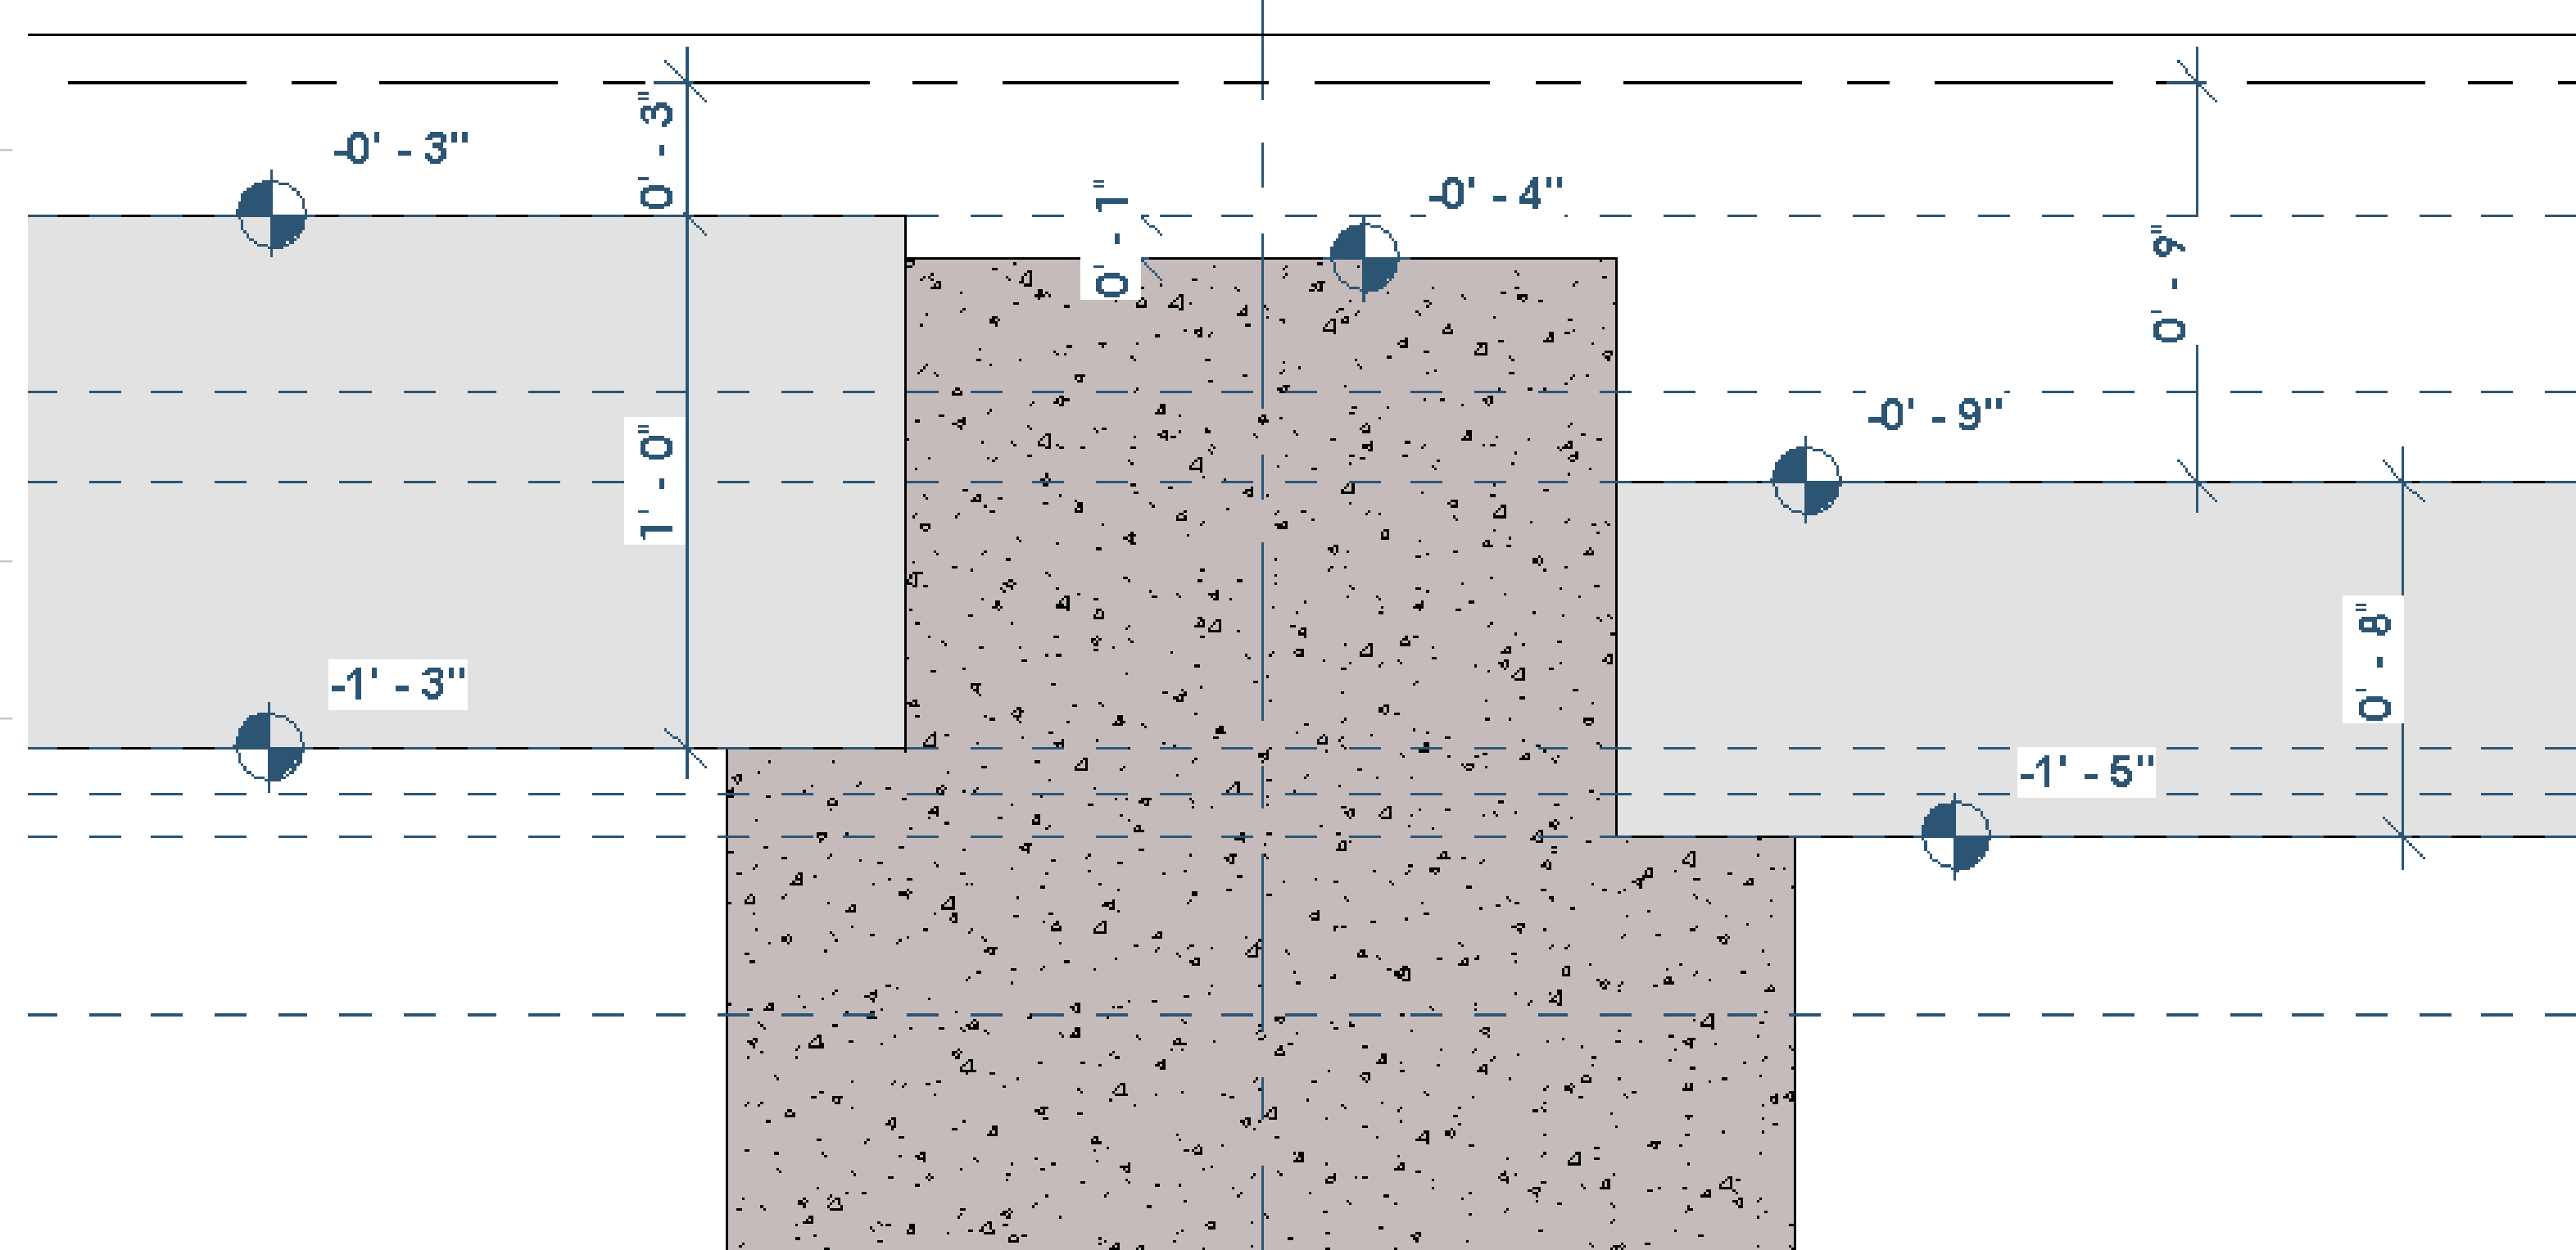 -0' - 3"
0' - 3"
0' - 1"
-0' - 4"
0' - 9"
-0' - 9"
1' - 0"
-1' - 3"
0' - 8"
-1' - 5"